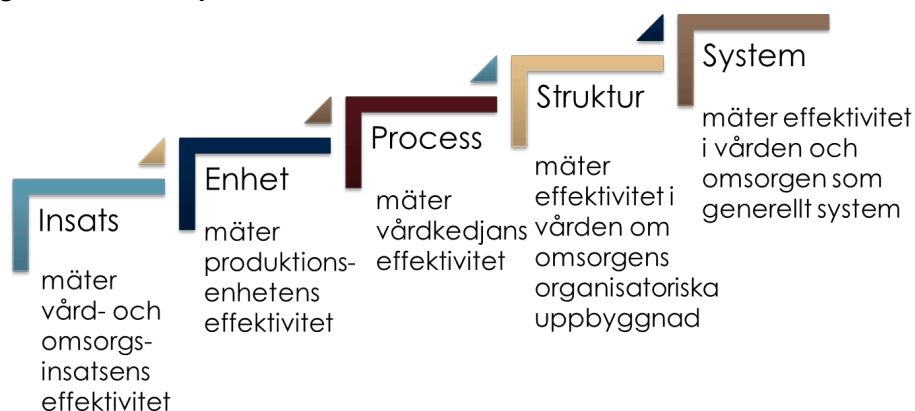 Insats
mäter
vård- och
omsorgs-
insatsens
effektivitet
Enhet
mäter
produktions-
enhetens
effektivitet
Process
mäter
vårdkedjans
effektivitet
Struktur
mäter
effektivitet i
vården om
omsorgens
organisatoriska
uppbyggnad
System
mäter effektivitet
i vården och
omsorgen som
generellt system